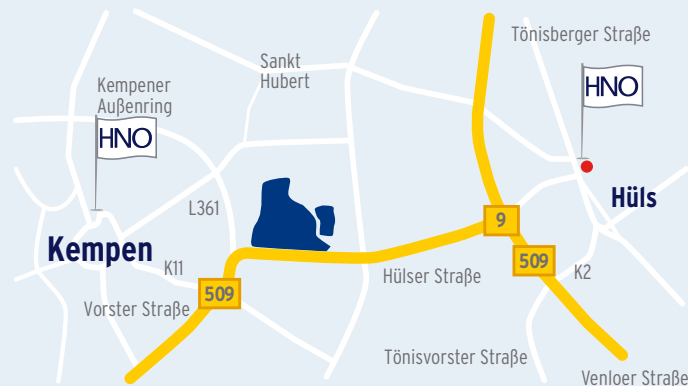 Tönisberger Straße
Sankt
Hubert
Kempener
Außenring
HNO
HNO
Hüls
L361
9
Kempen
K11
509
K2
Hülser Straße
509
Vorster Straße
Tönisvorster Straße
Venloer Straße